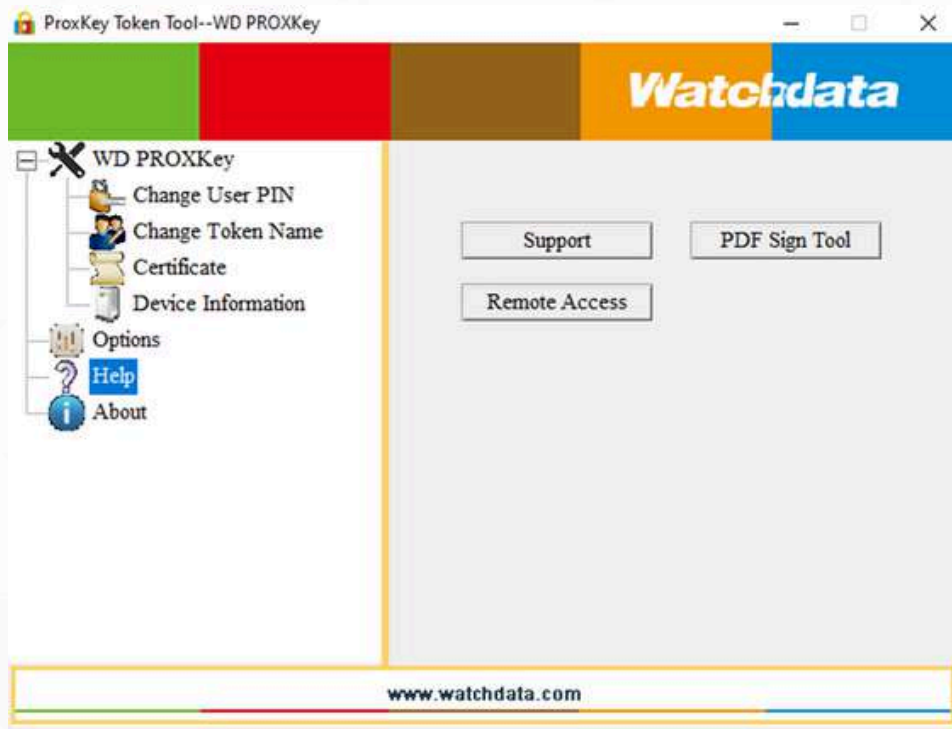 ProxKey Token Tool--WD PROXKey
Watchdata
WD PROXKey
Change User PIN
Change Token Name
Certificate
Device Information
Options
Help
About
Support
PDF Sign Tool
Remote Access
www.watchdata.com